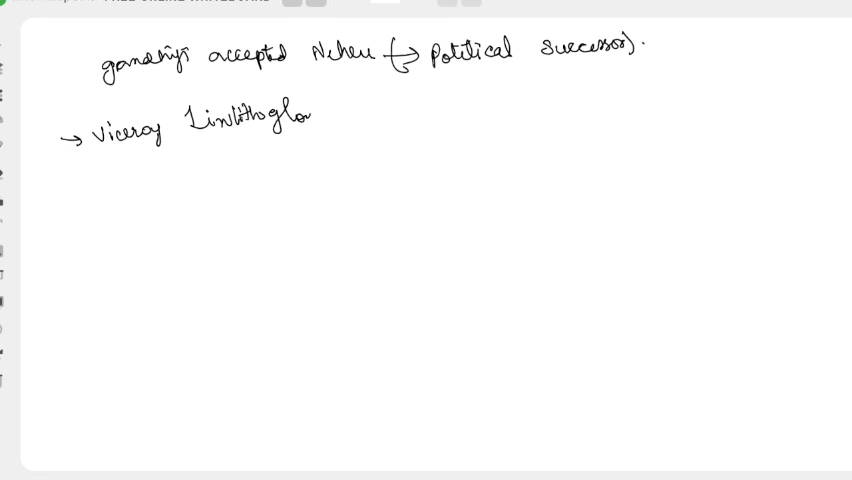 gandhiji accepted Nehru (→ Political Successor).
→ Viceroy Linlithglow